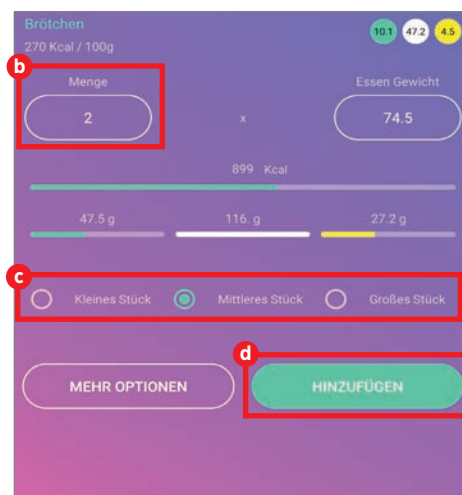 Brötchen
10.1 47.2 4.5
270 Kcal / 100g
b
Menge Essen Gewicht
2 x 74.5
899 Kcal
47.5 g 116. g 27.2 g
c
Kleines Stück Mittleres Stück Großes Stück
d
MEHR OPTIONEN HINZUFÜGEN